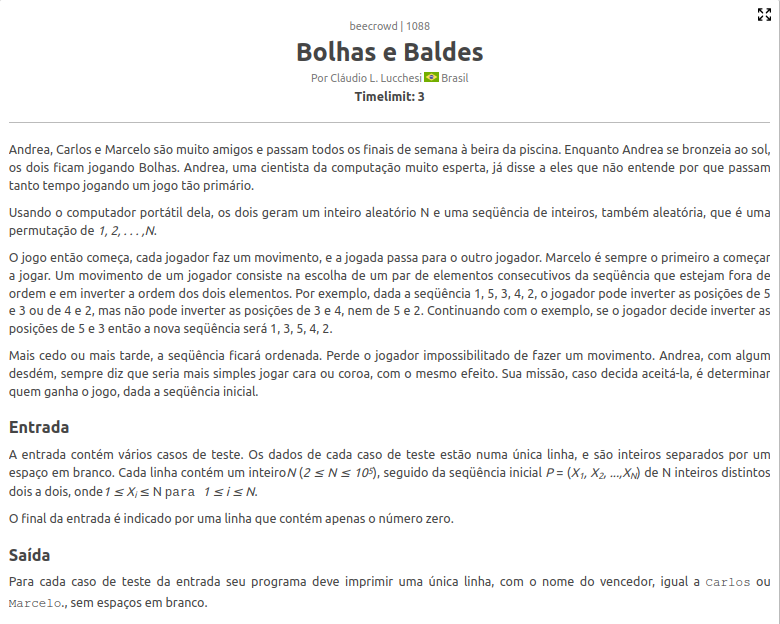 beecrowd | 1088
Bolhas e Baldes
Por Cláudio L. Lucchesi Brasil
Timelimit: 3
Andrea, Carlos e Marcelo são muito amigos e passam todos os finais de semana à beira da piscina. Enquanto Andrea se bronzeia ao sol,
os dois ficam jogando Bolhas. Andrea, uma cientista da computação muito esperta, já disse a eles que não entende por que passam
tanto tempo jogando um jogo tão primário.
Usando o computador portátil dela, os dois geram um inteiro aleatório N e uma seqüência de inteiros, também aleatória, que é uma
permutação de 1, 2, . . . ,N.
O jogo então começa, cada jogador faz um movimento, e a jogada passa para o outro jogador. Marcelo é sempre o primeiro a começar
a jogar. Um movimento de um jogador consiste na escolha de um par de elementos consecutivos da seqüência que estejam fora de
ordem e em inverter a ordem dos dois elementos. Por exemplo, dada a seqüência 1, 5, 3, 4, 2, o jogador pode inverter as posições de 5
e 3 ou de 4 e 2, mas não pode inverter as posições de 3 e 4, nem de 5 e 2. Continuando com o exemplo, se o jogador decide inverter as
posições de 5 e 3 então a nova seqüência será 1, 3, 5, 4, 2.
Mais cedo ou mais tarde, a seqüência ficará ordenada. Perde o jogador impossibilitado de fazer um movimento. Andrea, com algum
desdém, sempre diz que seria mais simples jogar cara ou coroa, com o mesmo efeito. Sua missão, caso decida aceitá-la, é determinar
quem ganha o jogo, dada a seqüência inicial.
Entrada
A entrada contém vários casos de teste. Os dados de cada caso de teste estão numa única linha, e são inteiros separados por um
espaço em branco. Cada linha contém um inteiroN (2 ≤ N ≤ 10⁵), seguido da seqüência inicial P = (X₁, X₂, ...,X_N) de N inteiros distintos
dois a dois, onde1 ≤ Xᵢ ≤ N para 1 ≤ i ≤ N.
O final da entrada é indicado por uma linha que contém apenas o número zero.
Saída
Para cada caso de teste da entrada seu programa deve imprimir uma única linha, com o nome do vencedor, igual a Carlos ou
Marcelo., sem espaços em branco.